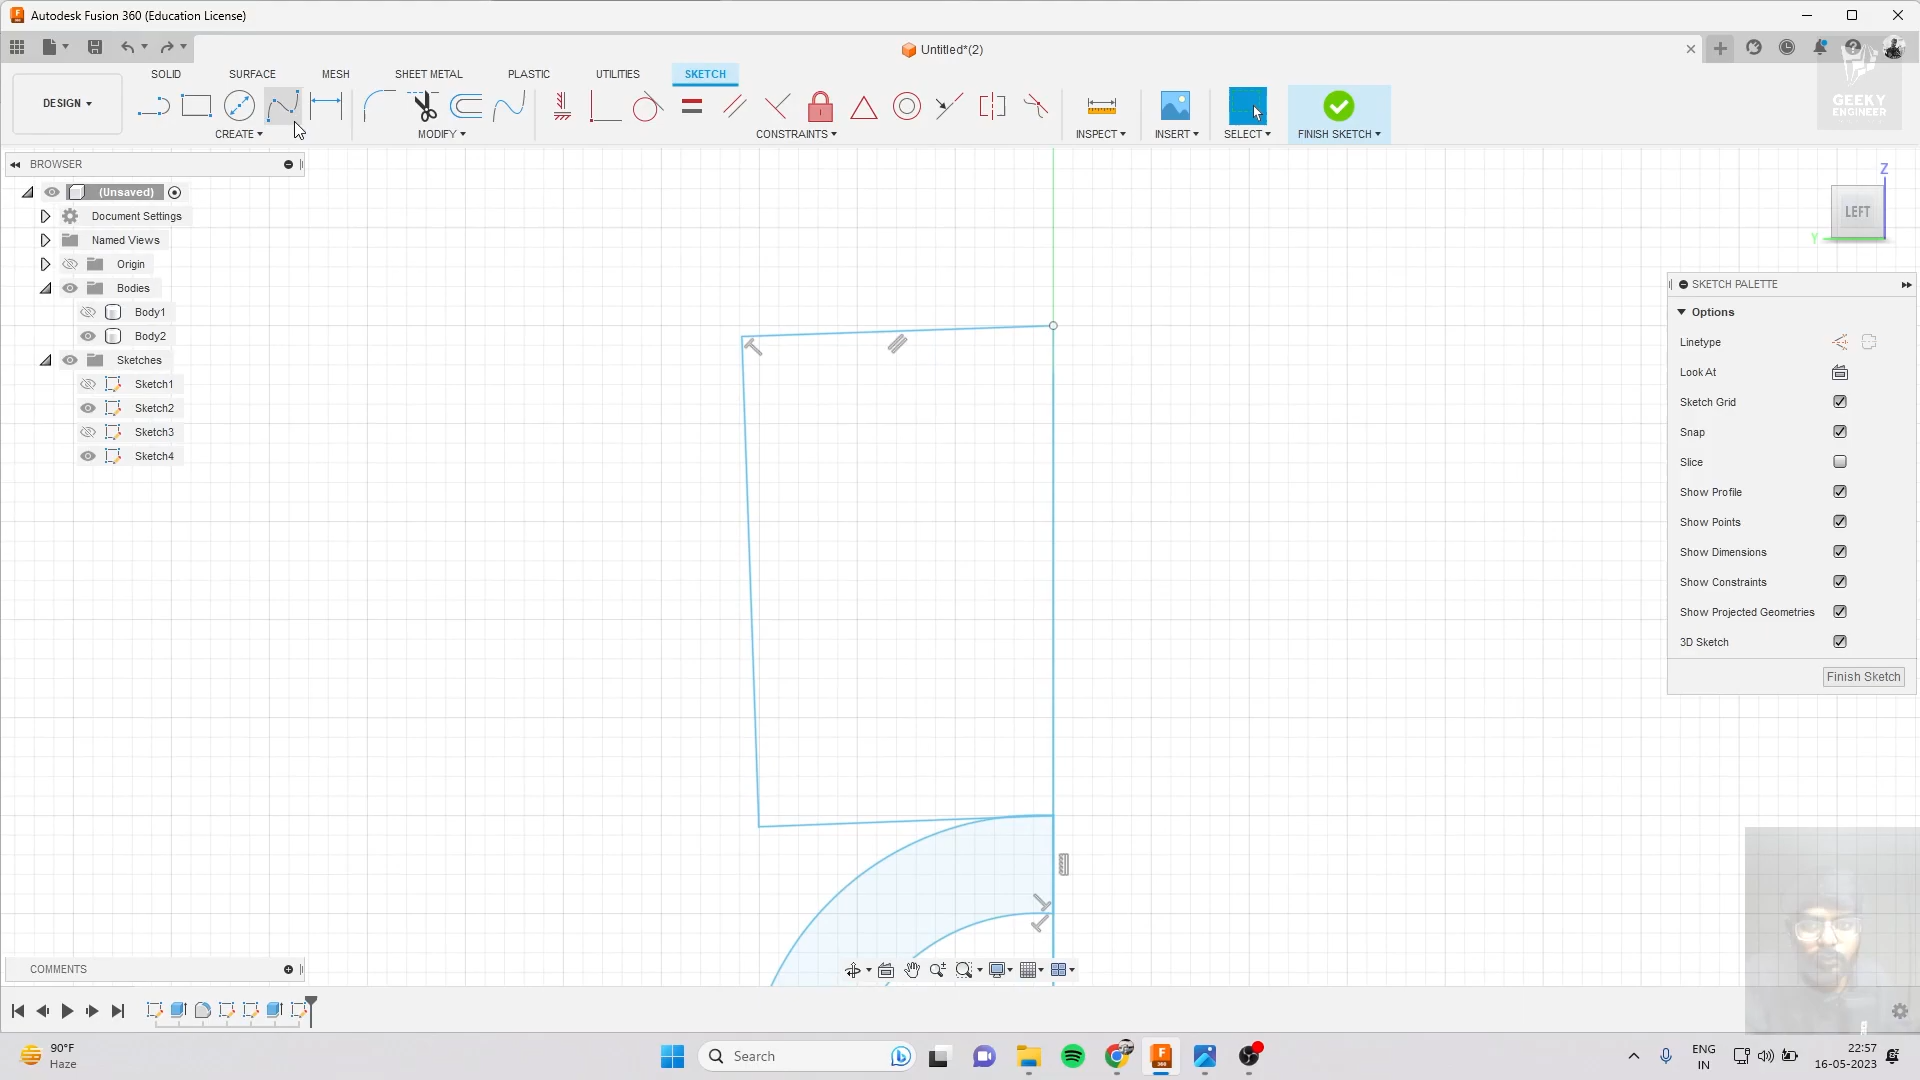 Autodesk Fusion 360 (Education License)
Untitled*(2)
SOLID
SURFACE
MESH
SHEET METAL
PLASTIC
UTILITIES
SKETCH
DESIGN
CREATE
MODIFY
CONSTRAINTS
INSPECT
INSERT
SELECT
FINISH SKETCH
GEEKY
ENGINEER
BROWSER
(Unsaved)
Document Settings
Named Views
Origin
Bodies
Body1
Body2
Sketches
Sketch1
Sketch2
Sketch3
Sketch4
Z
LEFT
Y
SKETCH PALETTE
Options
Linetype
Look At
Sketch Grid
Snap
Slice
Show Profile
Show Points
Show Dimensions
Show Constraints
Show Projected Geometries
3D Sketch
Finish Sketch
COMMENTS
90°F
Haze
Search
ENG
IN
22:57
16-05-2023